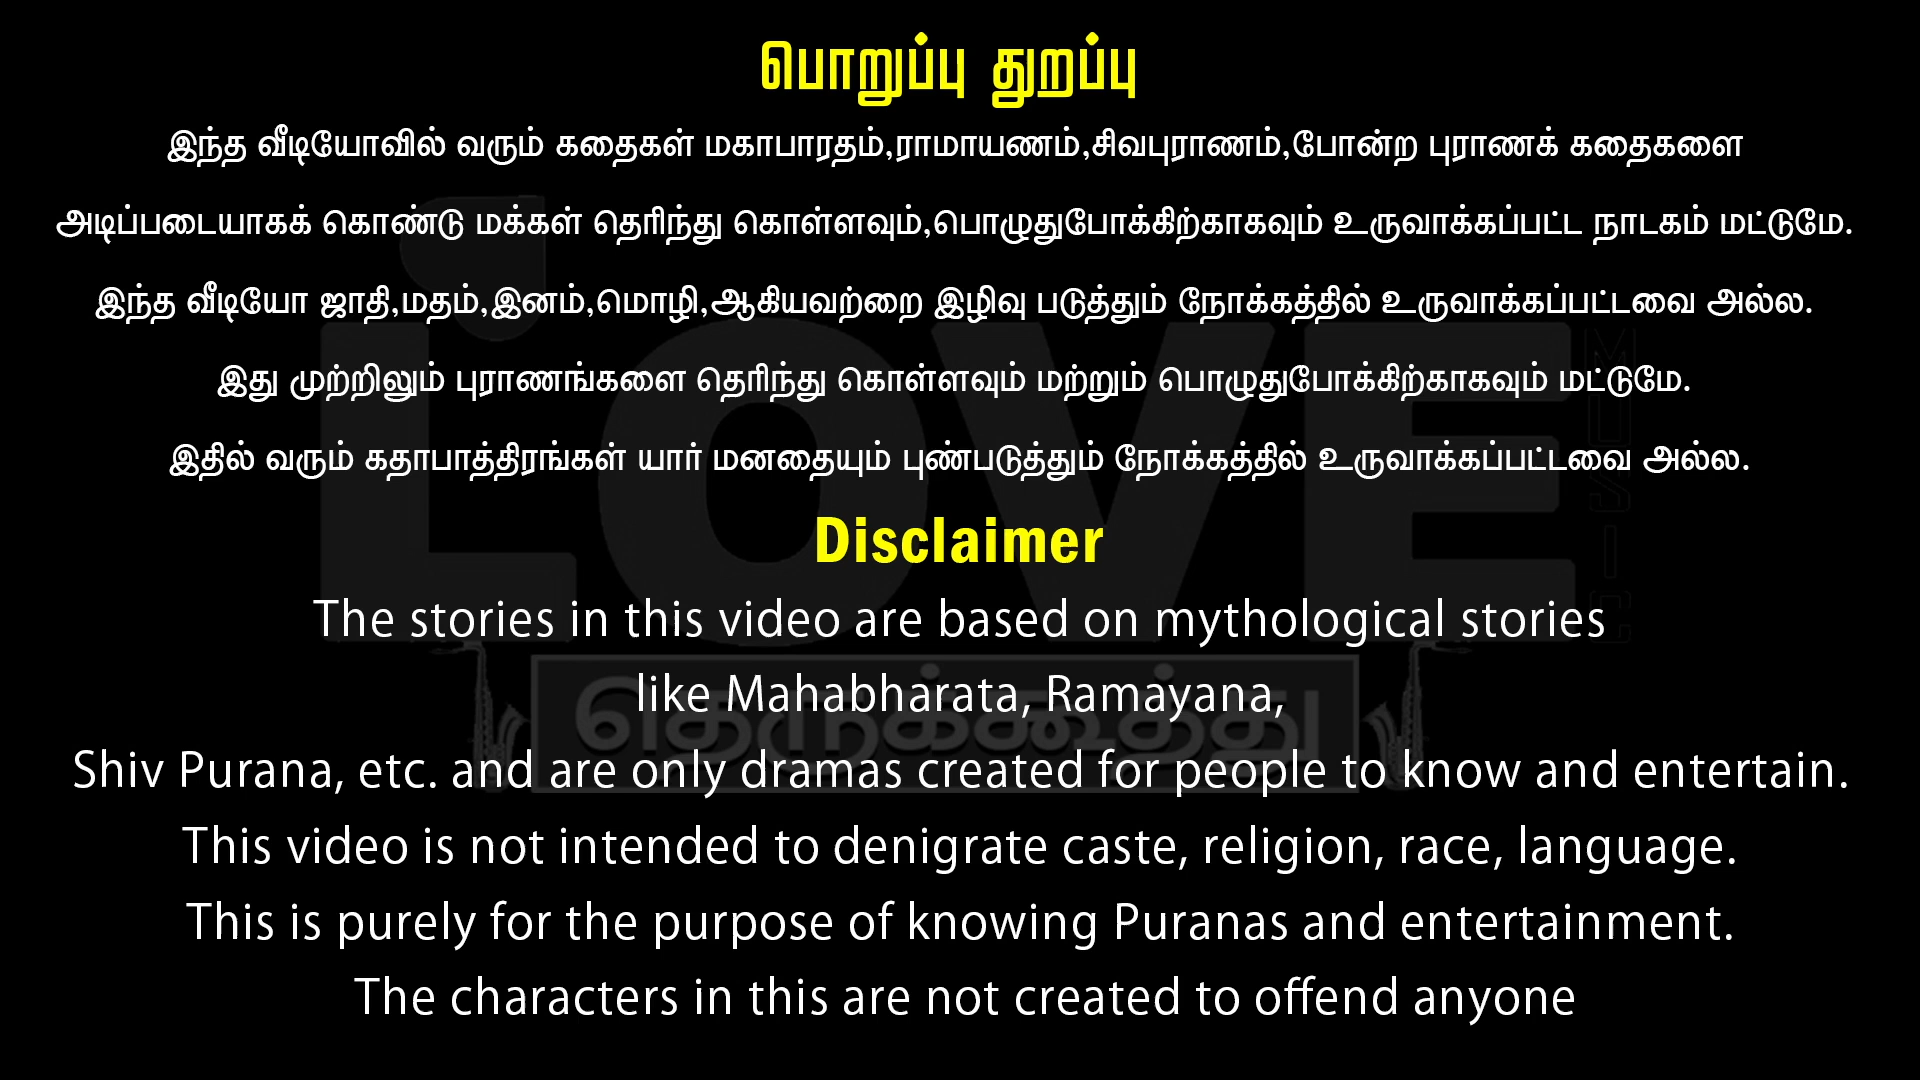 பொறுப்பு துறப்பு
இந்த வீடியோவில் வரும் கதைகள் மகாபாரதம்,ராமாயணம்,சிவபுராணம்,போன்ற புராணக் கதைகளை
அடிப்படையாகக் கொண்டு மக்கள் தெரிந்து கொள்ளவும்,பொழுதுபோக்கிற்காகவும் உருவாக்கப்பட்ட நாடகம் மட்டுமே.
இந்த வீடியோ ஜாதி,மதம்,இனம்,மொழி,ஆகியவற்றை இழிவு படுத்தும் நோக்கத்தில் உருவாக்கப்பட்டவை அல்ல.
இது முற்றிலும் புராணங்களை தெரிந்து கொள்ளவும் மற்றும் பொழுதுபோக்கிற்காகவும் மட்டுமே.
இதில் வரும் கதாபாத்திரங்கள் யார் மனதையும் புண்படுத்தும் நோக்கத்தில் உருவாக்கப்பட்டவை அல்ல.
LOVE
MUSIC
Disclaimer
The stories in this video are based on mythological stories
like Mahabharata, Ramayana,
தெருக்கூத்து
Shiv Purana, etc. and are only dramas created for people to know and entertain.
This video is not intended to denigrate caste, religion, race, language.
This is purely for the purpose of knowing Puranas and entertainment.
The characters in this are not created to offend anyone